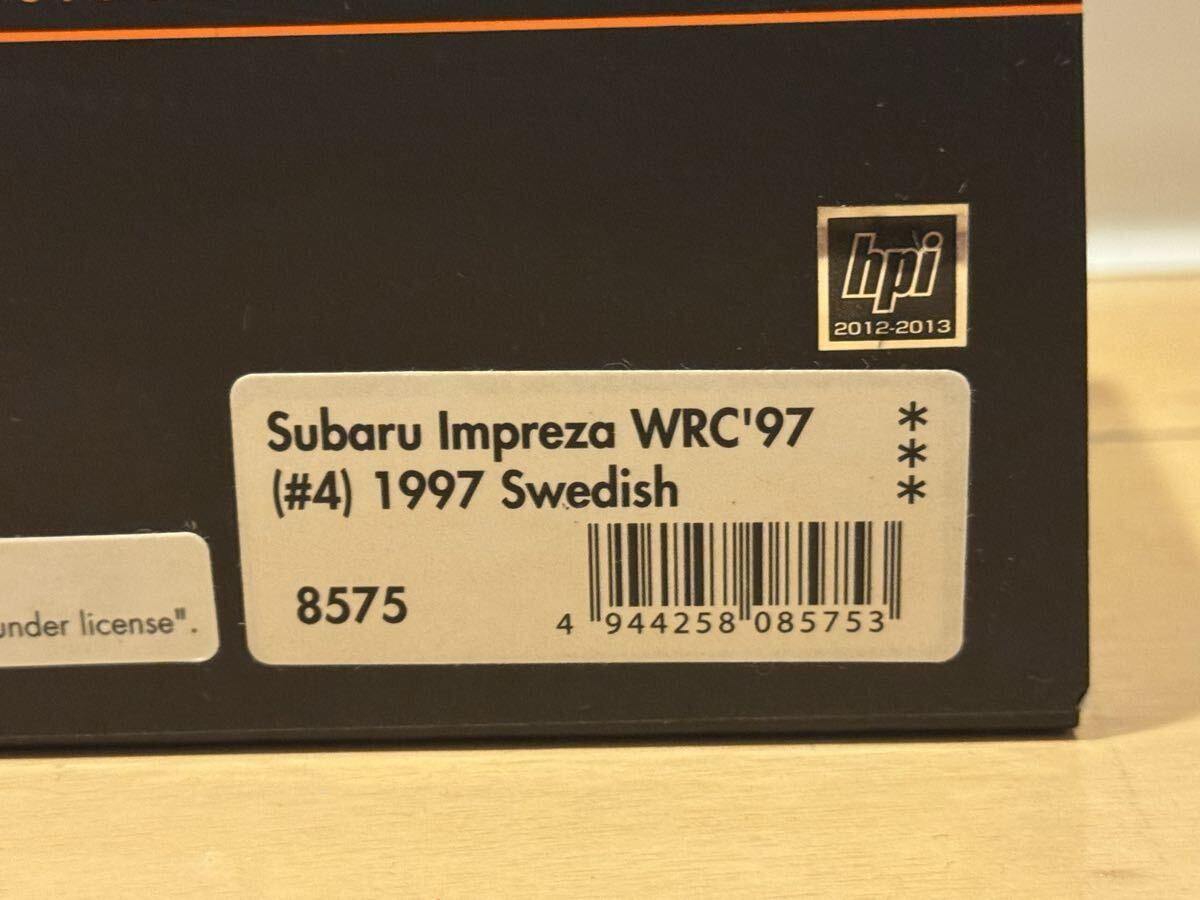 hpi
2012-2013
Subaru Impreza WRC'97
(#4) 1997 Swedish
***
8575
4 944258 085753
under license".